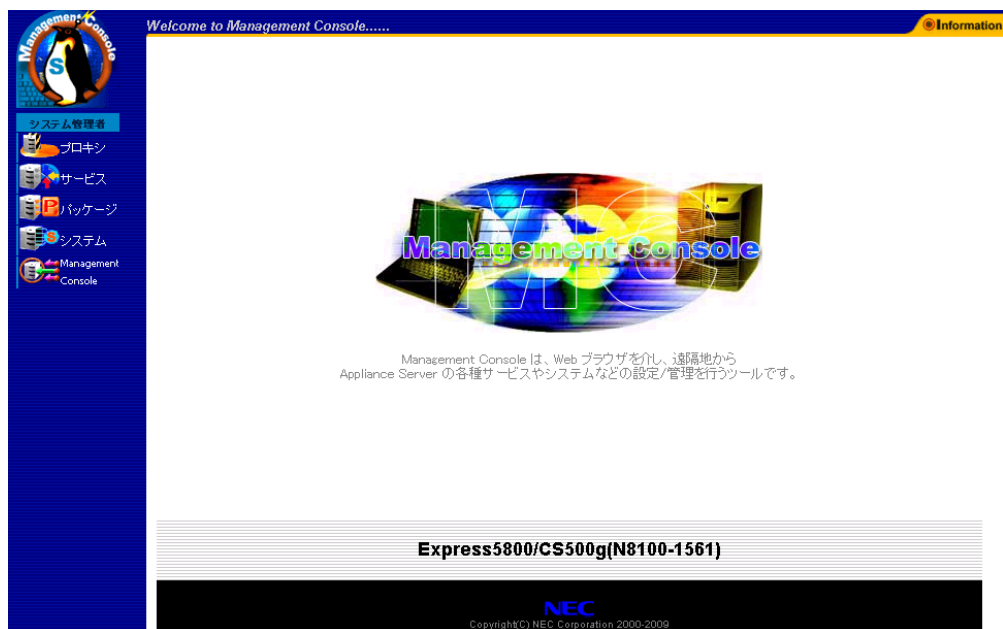 Management Console
S
Welcome to Management Console......
Information
システム管理者
プロキシ
サービス
P
パッケージ
S
システム
Management
Console
MC
Management Console
Management Console は、Web ブラウザを介し、遠隔地から
Appliance Server の各種サービスやシステムなどの設定/管理を行うツールです。
Express5800/CS500g(N8100-1561)
NEC
Copyright(C) NEC Corporation 2000-2009